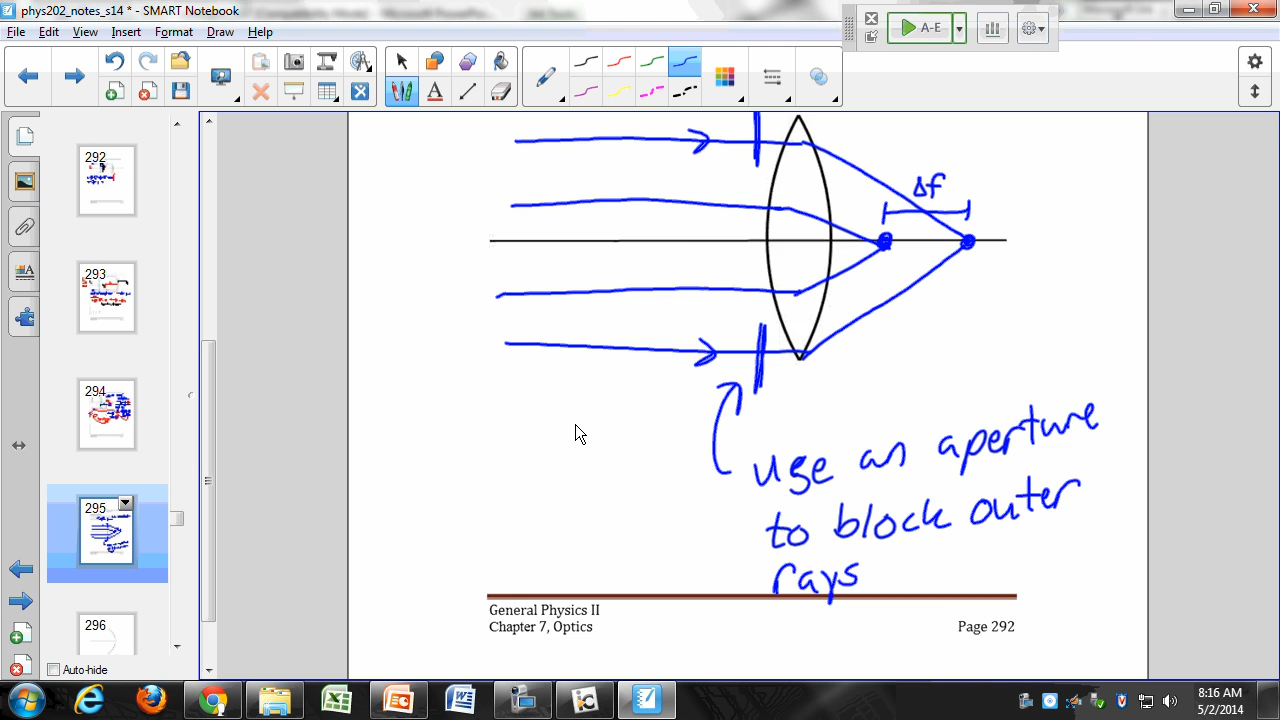 phys202_notes_s14 * - SMART Notebook
A-E
File Edit View Insert Format Draw Help
292
293
294
295
296
Auto-hide
Δf
use an aperture
to block outer
rays
General Physics II
Chapter 7, Optics
Page 292
8:16 AM
5/2/2014